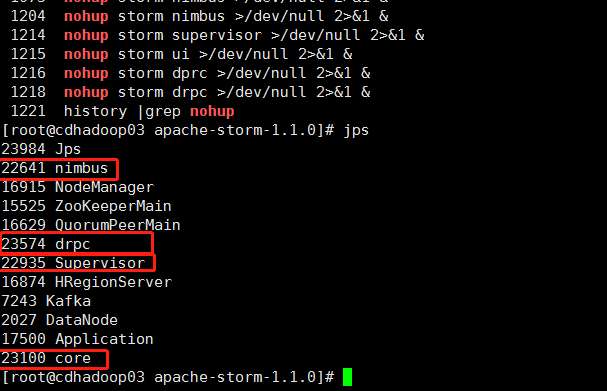 1204 nohup storm nimbus >/dev/null 2>&1 &
1214 nohup storm supervisor >/dev/null 2>&1 &
1215 nohup storm ui >/dev/null 2>&1 &
1216 nohup storm dprc >/dev/null 2>&1 &
1218 nohup storm drpc >/dev/null 2>&1 &
1221 history |grep nohup
[root@cdhadoop03 apache-storm-1.1.0]# jps
23984 Jps
22641 nimbus
16915 NodeManager
15525 ZooKeeperMain
16629 QuorumPeerMain
23574 drpc
22935 Supervisor
16874 HRegionServer
7243 Kafka
2027 DataNode
17500 Application
23100 core
[root@cdhadoop03 apache-storm-1.1.0]#